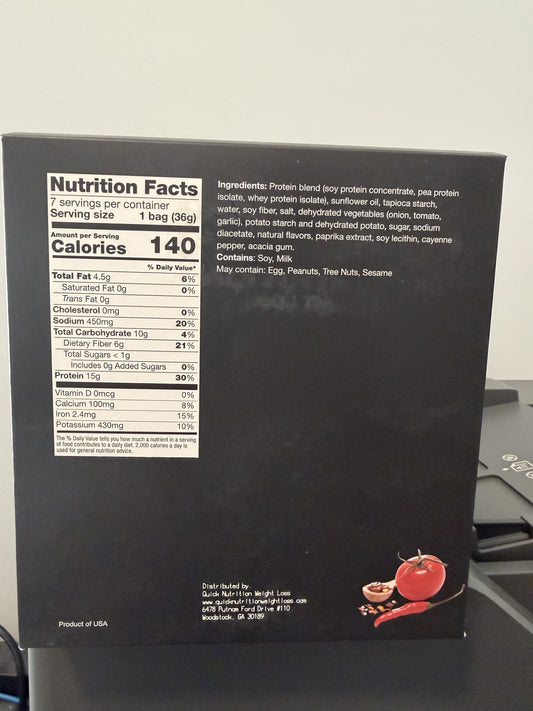 Nutrition Facts
7 servings per container
Serving size 1 bag (36g)
Amount per Serving
Calories 140
% Daily Value*
Total Fat 4.5g 6%
Saturated Fat 0g 0%
Trans Fat 0g
Cholesterol 0mg 0%
Sodium 450mg 20%
Total Carbohydrate 10g 4%
Dietary Fiber 6g 21%
Total Sugars < 1g
Includes 0g Added Sugars 0%
Protein 15g 30%
Vitamin D 0mcg 0%
Calcium 100mg 8%
Iron 2.4mg 15%
Potassium 430mg 10%
The % Daily Value tells you how much a nutrient in a serving
of food contributes to a daily diet. 2,000 calories a day is
used for general nutrition advice.
Ingredients: Protein blend (soy protein concentrate, pea protein
isolate, whey protein isolate), sunflower oil, tapioca starch,
water, soy fiber, salt, dehydrated vegetables (onion, tomato,
garlic), potato starch and dehydrated potato, sugar, sodium
diacetate, natural flavors, paprika extract, soy lecithin, cayenne
pepper, acacia gum.
Contains: Soy, Milk
May contain: Egg, Peanuts, Tree Nuts, Sesame
Distributed by.
Quick Nutrition Weight Loss
www.quicknutritionweightloss.com
6478 Putnam Ford Drive #110
Woodstock, GA 30189
Product of USA